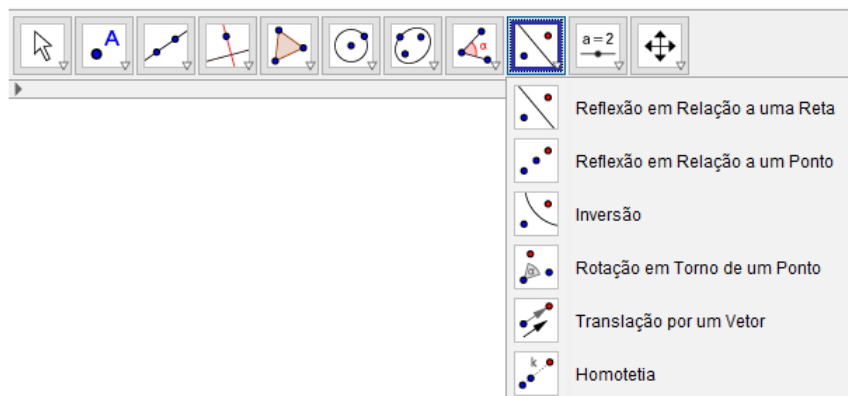 A
α
a = 2
Reflexão em Relação a uma Reta
Reflexão em Relação a um Ponto
Inversão
α
Rotação em Torno de um Ponto
Translação por um Vetor
k
Homotetia